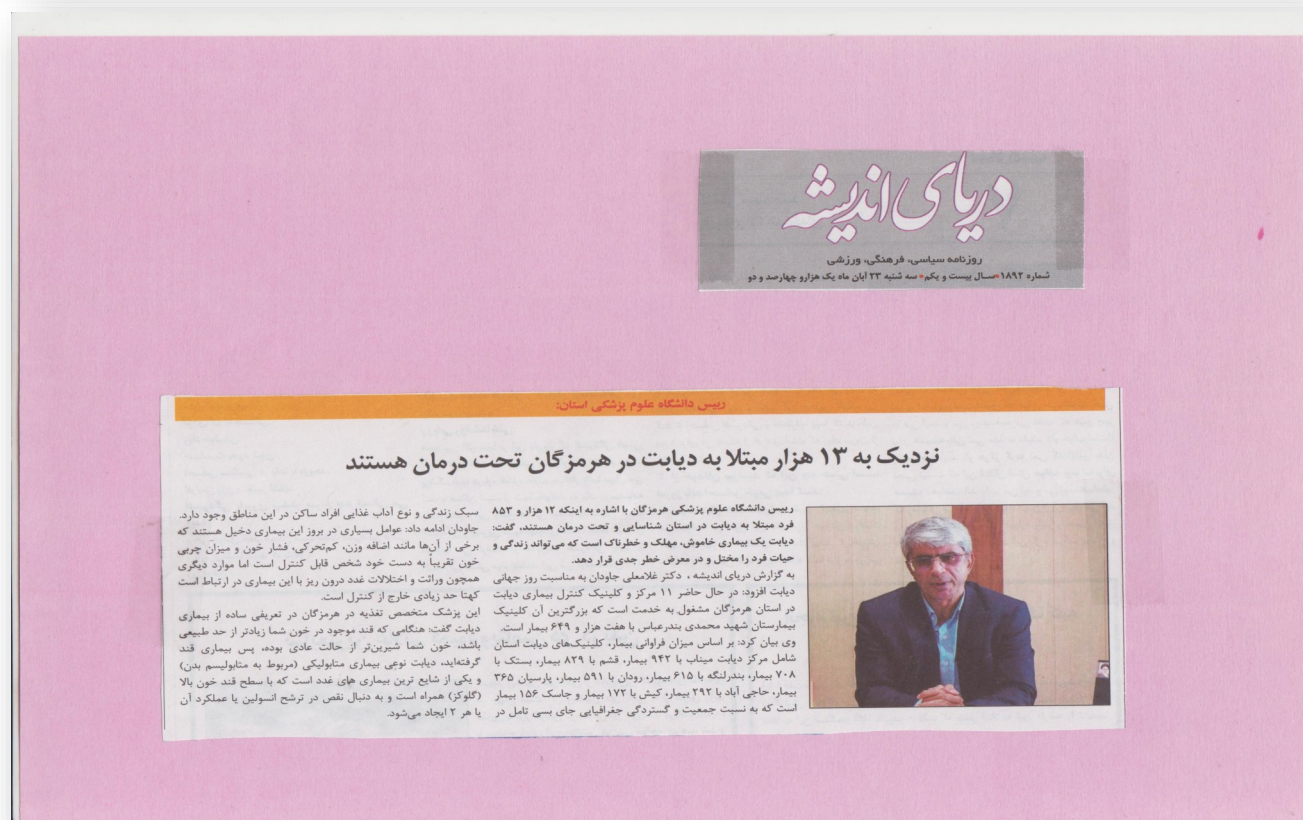 دریای اندیشه
روزنامه سیاسی، فرهنگی، ورزشی
شماره ۱۸۹۲ * ســال بیست و یکم * سه شنبه ۲۳ آبان ماه یک هزارو چهارصد و دو
رییس دانشگاه علوم پزشکی استان:
نزدیک به ۱۳ هزار مبتلا به دیابت در هرمزگان تحت درمان هستند
رییس دانشگاه علوم پزشکی هرمزگان با اشاره به اینکه ۱۲ هزار و ۸۵۳
فرد مبتلا به دیابت در استان شناسایی و تحت درمان هستند، گفت:
دیابت یک بیماری خاموش، مهلک و خطرناک است که می‌تواند زندگی و
حیات فرد را مختل و در معرض خطر جدی قرار دهد.
به گزارش دریای اندیشه ، دکتر غلامعلی جاودان به مناسبت روز جهانی
دیابت افزود: در حال حاضر ۱۱ مرکز و کلینیک کنترل بیماری دیابت
در استان هرمزگان مشغول به خدمت است که بزرگترین آن کلینیک
بیمارستان شهید محمدی بندرعباس با هفت هزار و ۶۴۹ بیمار است.
وی بیان کرد: بر اساس میزان فراوانی بیمار، کلینیک‌های دیابت استان
شامل مرکز دیابت میناب با ۹۴۲ بیمار، قشم با ۸۲۹ بیمار، بستک با
۷۰۸ بیمار، بندرلنگه با ۶۱۵ بیمار، رودان با ۵۹۱ بیمار، پارسیان ۳۶۵
بیمار، حاجی آباد با ۲۹۲ بیمار، کیش با ۱۷۲ بیمار و جاسک ۱۵۶ بیمار
است که به نسبت جمعیت و گستردگی جغرافیایی جای بسی تامل در
سبک زندگی و نوع آداب غذایی افراد ساکن در این مناطق وجود دارد.
جاودان ادامه داد: عوامل بسیاری در بروز این بیماری دخیل هستند که
برخی از آن‌ها مانند اضافه وزن، کم‌تحرکی، فشار خون و میزان چربی
خون تقریباً به دست خود شخص قابل کنترل است اما موارد دیگری
همچون وراثت و اختلالات غدد درون ریز با این بیماری در ارتباط است
کهتا حد زیادی خارج از کنترل است.
این پزشک متخصص تغذیه در هرمزگان در تعریفی ساده از بیماری
دیابت گفت: هنگامی که قند موجود در خون شما زیادتر از حد طبیعی
باشد، خون شما شیرین‌تر از حالت عادی بوده، پس بیماری قند
گرفته‌اید، دیابت نوعی بیماری متابولیکی (مربوط به متابولیسم بدن)
و یکی از شایع ترین بیماری های غدد است که با سطح قند خون بالا
(گلوکز) همراه است و به دنبال نقص در ترشح انسولین یا عملکرد آن
یا هر ۲ ایجاد می‌شود.